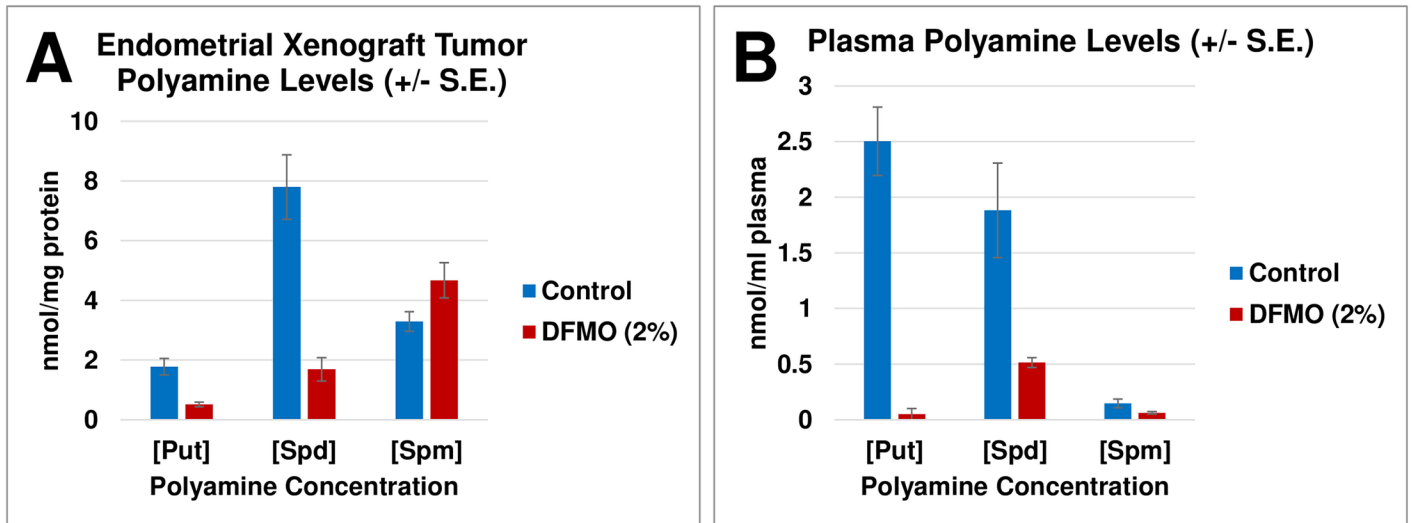 A
Endometrial Xenograft Tumor
Polyamine Levels (+/- S.E.)
10
8
6
4
2
0
nmol/mg protein
[Put]
[Spd]
[Spm]
Polyamine Concentration
Control
DFMO (2%)
B
Plasma Polyamine Levels (+/- S.E.)
3
2.5
2
1.5
1
0.5
0
nmol/ml plasma
[Put]
[Spd]
[Spm]
Polyamine Concentration
Control
DFMO (2%)